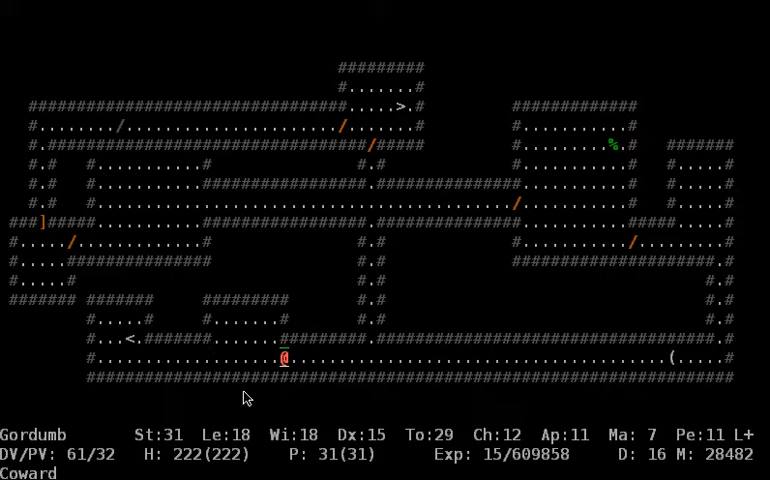 #########
#.......#
#################################.....>.#         #############
#......../....................../.......#         #...........#
#.###################################/#####         #.........%.#   #######
#.#   #...........#               #.#              #...........#   #.....#
#.#   #...........#################.################...........#   #.....#
#.#   #.........................................../...........#   #.....#
###]#####...........#################.################...........#####.....#
#...../.............#               #.#             #.........../.........#
#.....###############               #.#             #####################.#
#.....#                             #.#                                 #.#
####### #######     #########       #.#                                 #.#
#.....#     #.......#       #.#                                 #.#
#...<.#######.......#########.###################################.#
#...................@.......................................(.....#
###################################################################
Gordumb St:31 Le:18 Wi:18 Dx:15 To:29 Ch:12 Ap:11 Ma: 7 Pe:11 L+
DV/PV: 61/32 H: 222(222) P: 31(31) Exp: 15/609858 D: 16 M: 28482
Coward